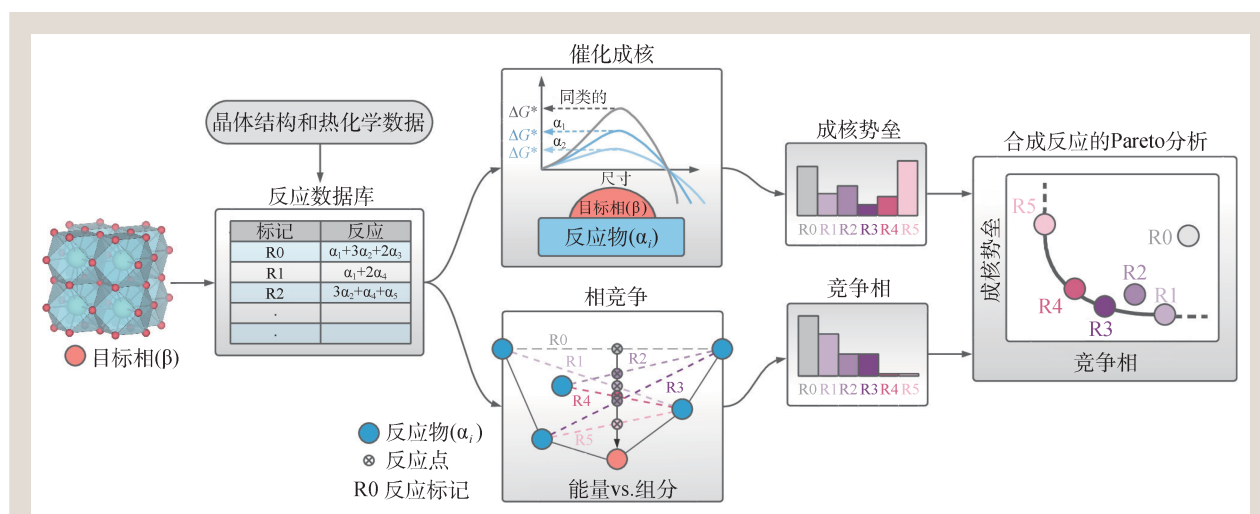 晶体结构和热化学数据
反应数据库
标记 反应
R0 α₁+3α₂+2α₃
R1 α₁+2α₄
R2 3α₂+α₄+α₅
·
·
目标相(β)
催化成核
同类的
ΔG*
α₁
ΔG*
α₂
ΔG*
尺寸
目标相(β)
反应物(αᵢ)
相竞争
R0
R1
R2
R3
R4
R5
能量vs.组分
反应物(αᵢ)
反应点
R0 反应标记
成核势垒
R0 R1 R2 R3 R4 R5
竞争相
R0 R1 R2 R3 R4 R5
合成反应的Pareto分析
成核势垒
R5
R0
R4
R2
R3
R1
竞争相